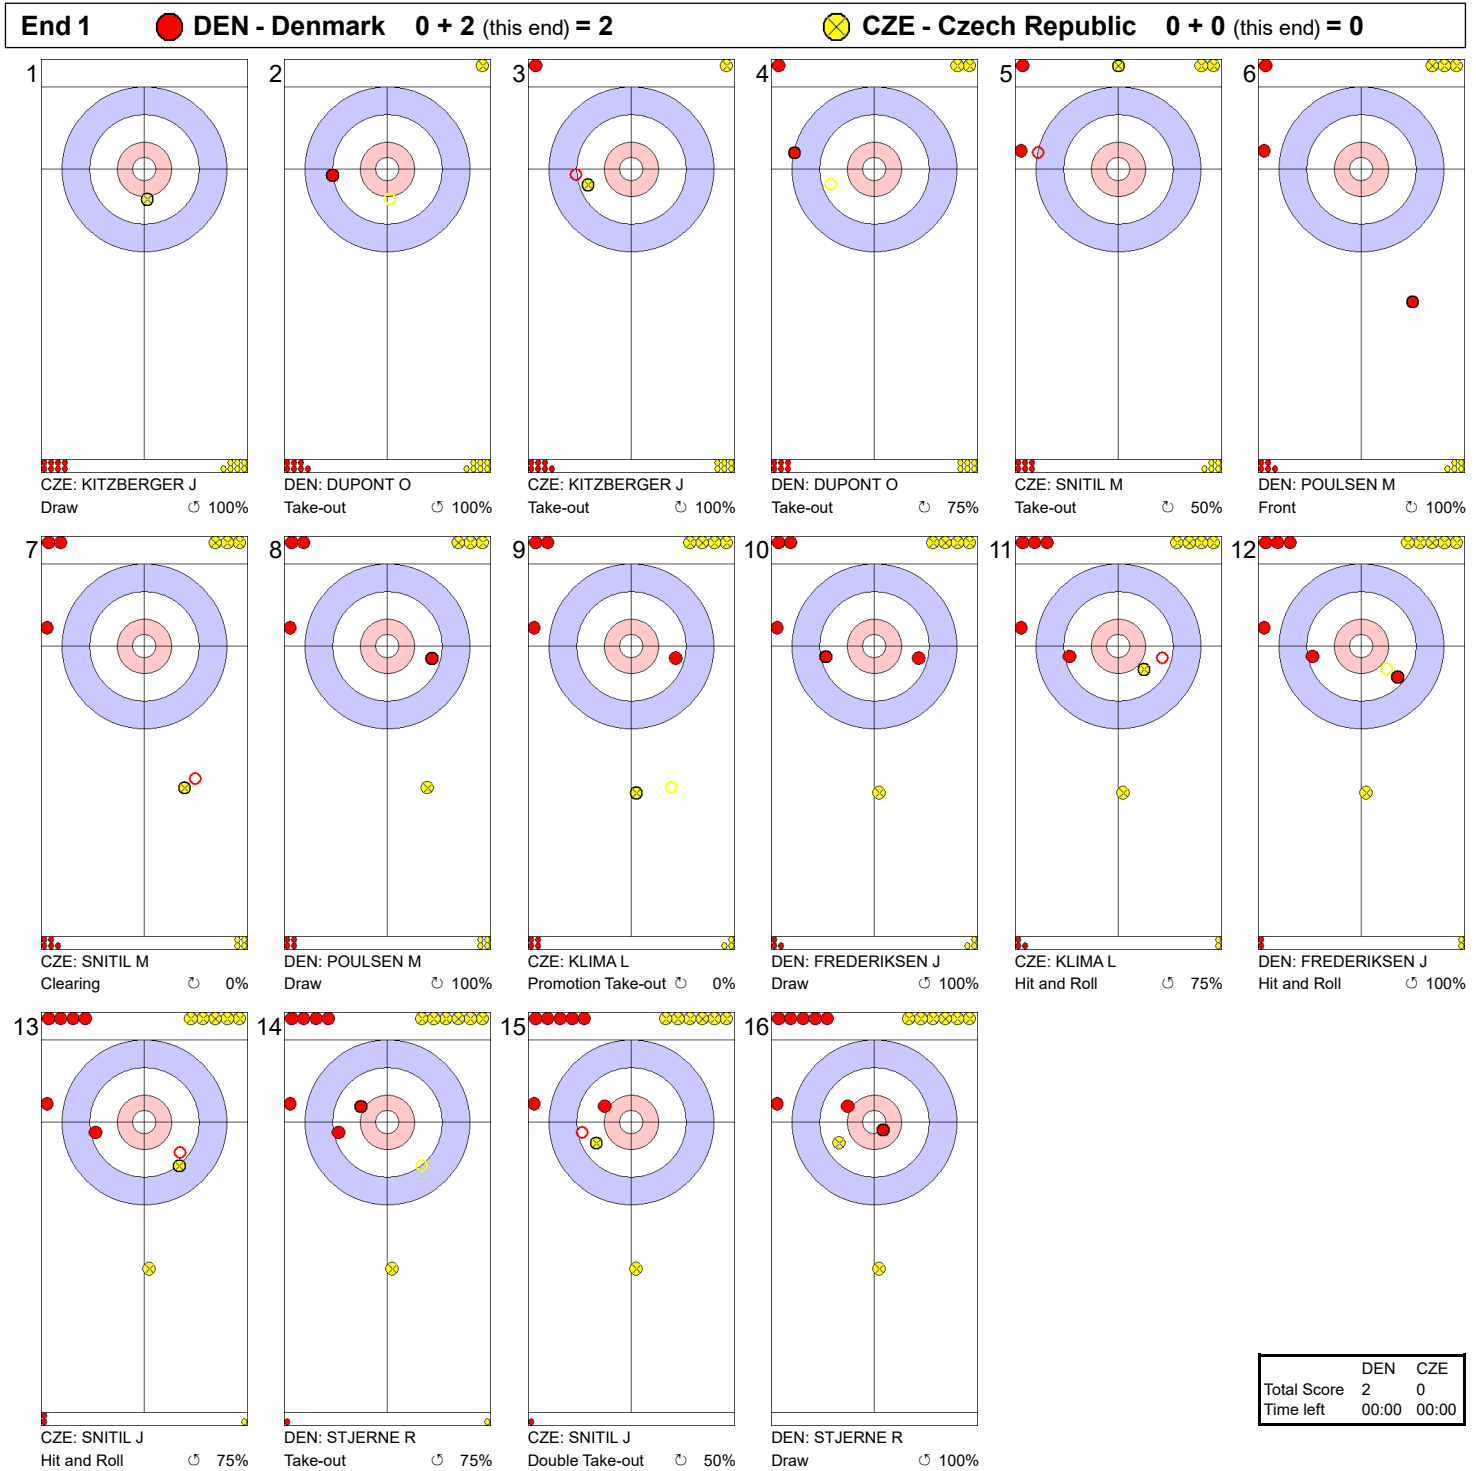 End 1 DEN - Denmark 0 + 2 (this end) = 2 CZE - Czech Republic 0 + 0 (this end) = 0
1 2 3 4 5 6
CZE: KITZBERGER J DEN: DUPONT O CZE: KITZBERGER J DEN: DUPONT O CZE: SNITIL M DEN: POULSEN M
Draw ↺ 100% Take-out ↺ 100% Take-out ↻ 100% Take-out ↻ 75% Take-out ↻ 50% Front ↺ 100%
7 8 9 10 11 12
CZE: SNITIL M DEN: POULSEN M CZE: KLIMA L DEN: FREDERIKSEN J CZE: KLIMA L DEN: FREDERIKSEN J
Clearing ↻ 0% Draw ↻ 100% Promotion Take-out ↻ 0% Draw ↺ 100% Hit and Roll ↺ 75% Hit and Roll ↺ 100%
13 14 15 16
DEN CZE
Total Score 2 0
Time left 00:00 00:00
CZE: SNITIL J DEN: STJERNE R CZE: SNITIL J DEN: STJERNE R
Hit and Roll ↺ 75% Take-out ↺ 75% Double Take-out ↻ 50% Draw ↺ 100%